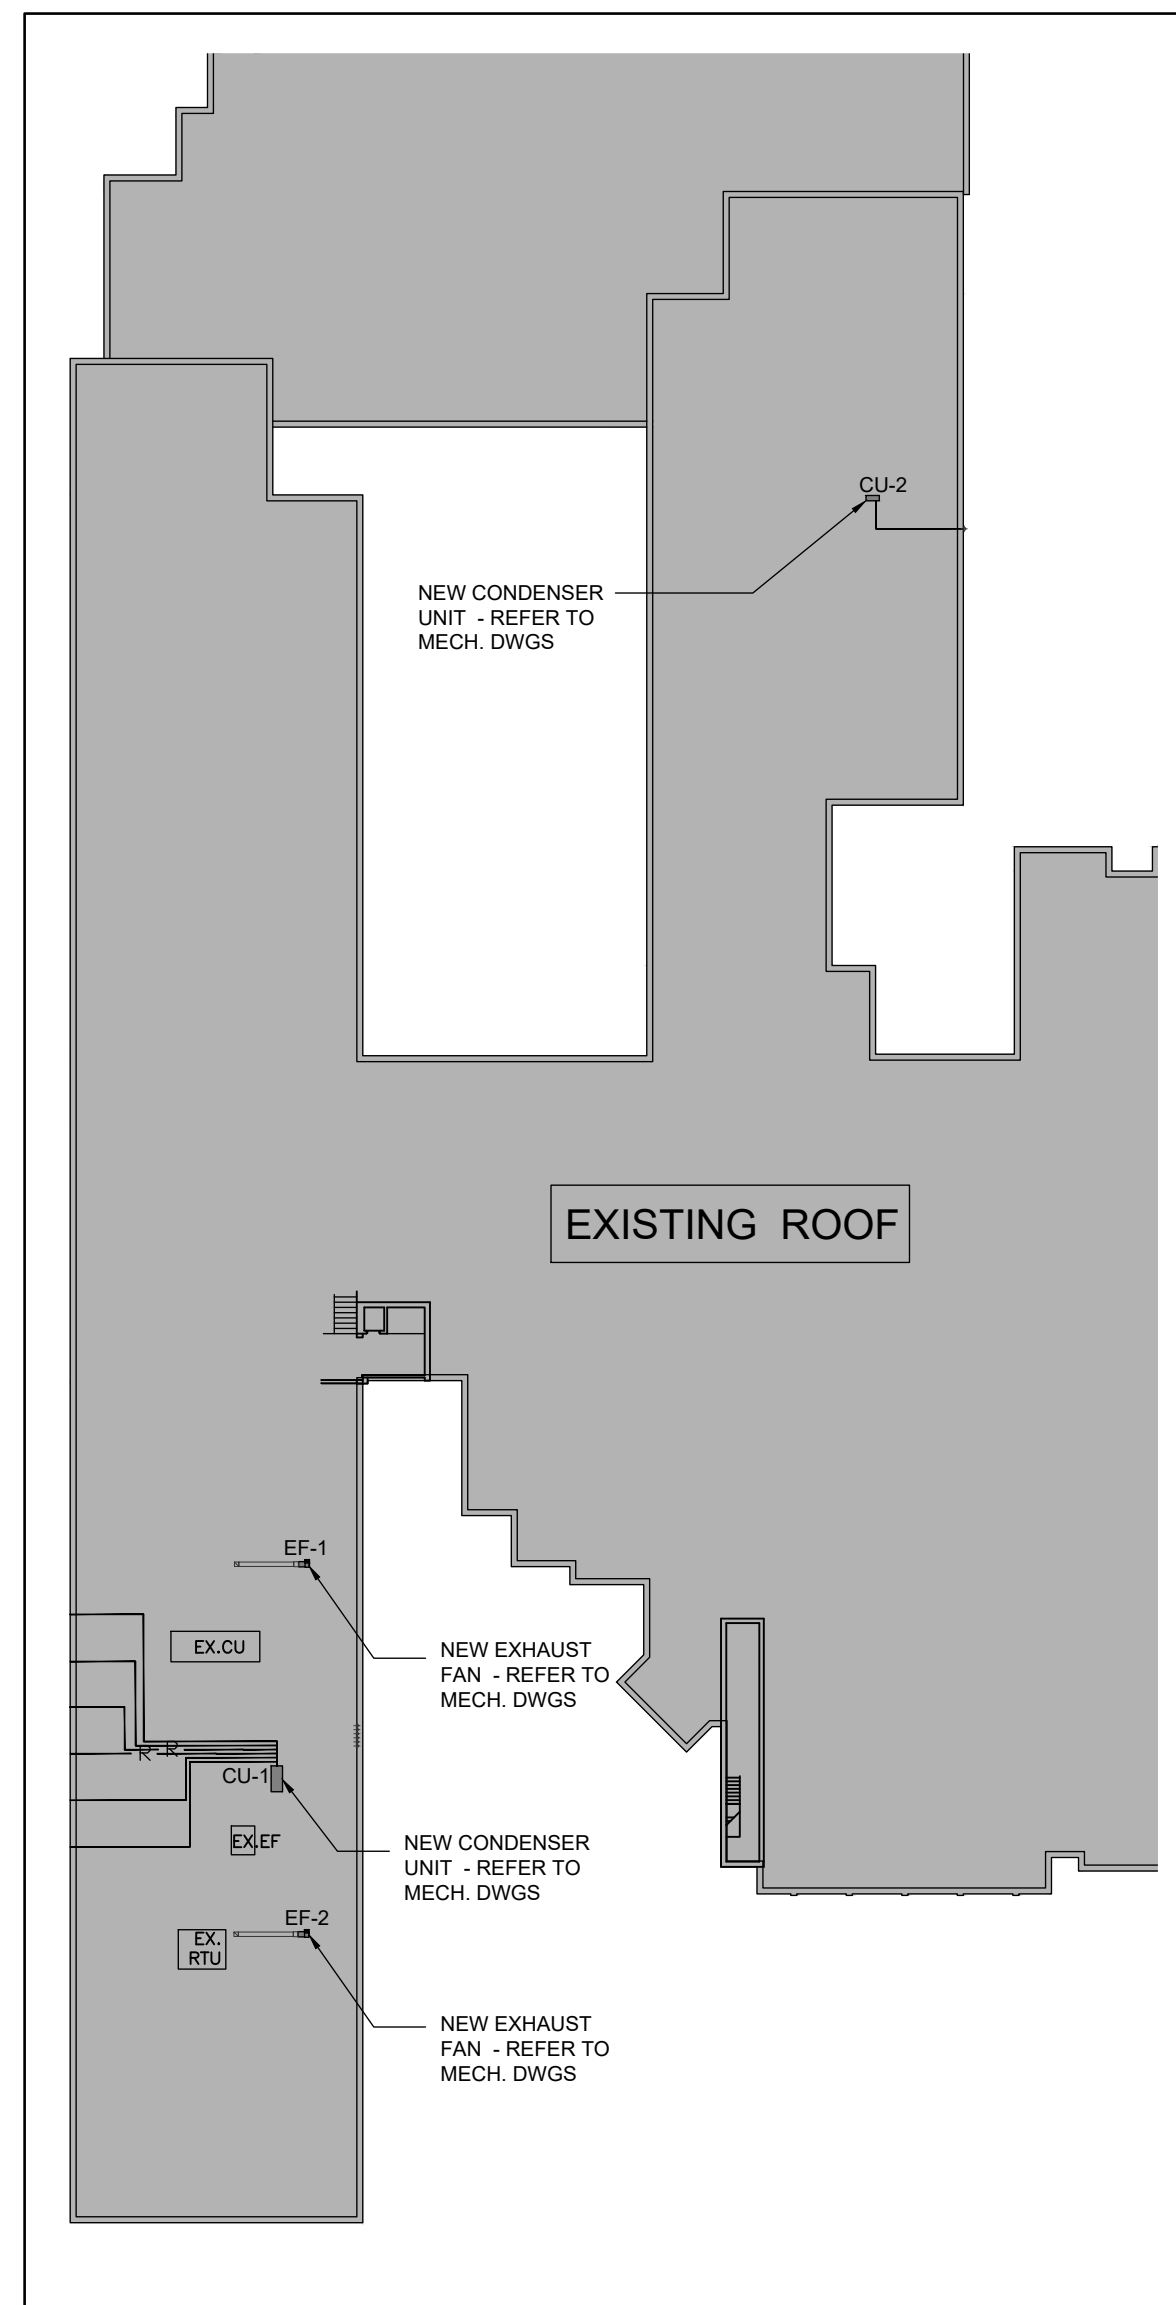 CU-2
NEW CONDENSER
UNIT - REFER TO
MECH. DWGS
EXISTING ROOF
EF-1
EX.CU
NEW EXHAUST
FAN - REFER TO
MECH. DWGS
R R
CU-1
EX.EF
NEW CONDENSER
UNIT - REFER TO
MECH. DWGS
EF-2
EX.
RTU
NEW EXHAUST
FAN - REFER TO
MECH. DWGS